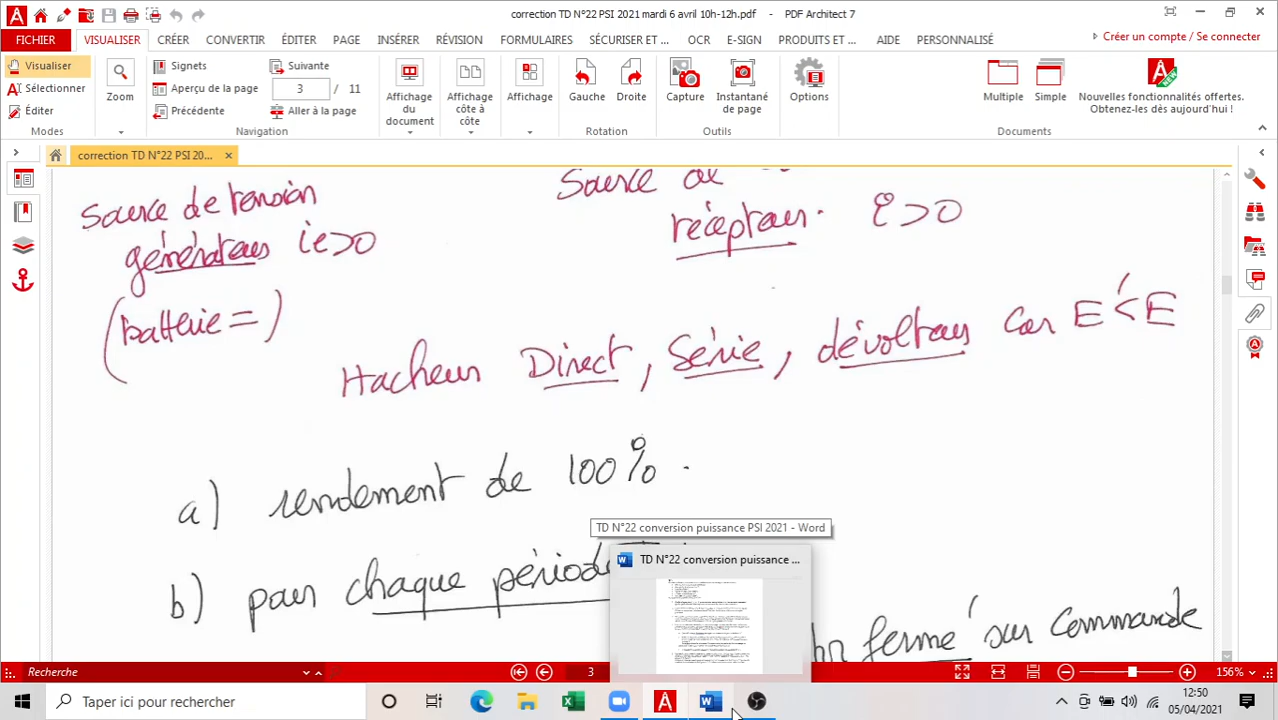 correction TD N°22 PSI 2021 mardi 6 avril 10h-12h.pdf - PDF Architect 7
FICHIER VISUALISER CRÉER CONVERTIR ÉDITER PAGE INSÉRER RÉVISION FORMULAIRES SÉCURISER ET ... OCR E-SIGN PRODUITS ET ... AIDE PERSONNALISÉ Créer un compte / Se connecter
Visualiser Signets Suivante
Sélectionner Aperçu de la page 3 / 11
Éditer Précédente Aller à la page
Zoom
Affichage du document
Affichage côte à côte
Affichage
Gauche Droite
Capture Instantané de page
Options
Multiple Simple
Nouvelles fonctionnalités offertes. Obtenez-les dès aujourd'hui !
Modes Navigation Rotation Outils Documents
correction TD N°22 PSI 20...
Source de tension
générateur ie>0
(batterie = )
Source de
récepteur. i>0
Hacheur Direct, Série, dévolteur car E'<E
a) rendement de 100% .
b) pour chaque période
fermé sur commande
TD N°22 conversion puissance PSI 2021 - Word
TD N°22 conversion puissance ...
Recherche 3 156%
Taper ici pour rechercher
12:50
05/04/2021